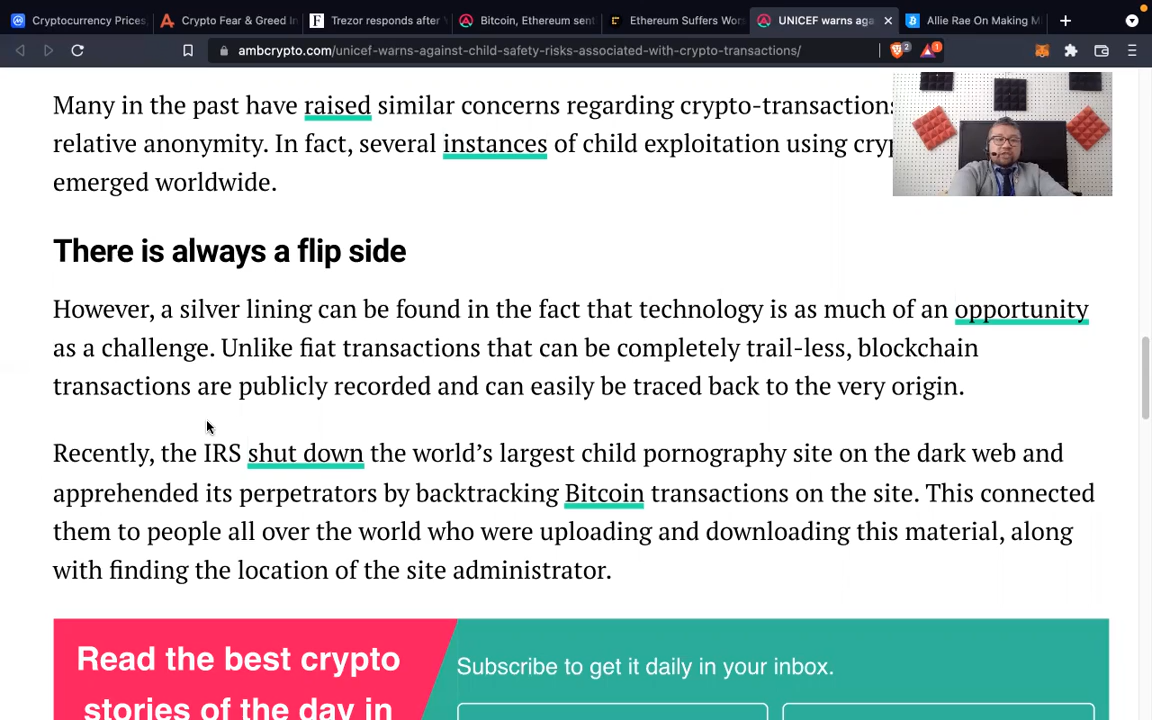 Cryptocurrency Prices,
Crypto Fear & Greed In
Trezor responds after
Bitcoin, Ethereum sent
Ethereum Suffers Wor
UNICEF warns aga
Allie Rae On Making M
ambcrypto.com/unicef-warns-against-child-safety-risks-associated-with-crypto-transactions/
2
1
Many in the past have raised similar concerns regarding crypto-transactions
relative anonymity. In fact, several instances of child exploitation using
emerged worldwide.
There is always a flip side
However, a silver lining can be found in the fact that technology is as much of an opportunity
as a challenge. Unlike fiat transactions that can be completely trail-less, blockchain
transactions are publicly recorded and can easily be traced back to the very origin.
Recently, the IRS shut down the world’s largest child pornography site on the dark web and
apprehended its perpetrators by backtracking Bitcoin transactions on the site. This connected
them to people all over the world who were uploading and downloading this material, along
with finding the location of the site administrator.
Read the best crypto
stories of the day in
Subscribe to get it daily in your inbox.